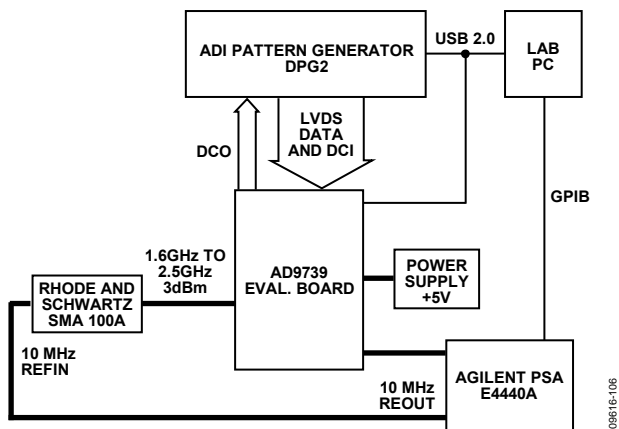 ADI PATTERN GENERATOR
DPG2
USB 2.0
LAB
PC
LVDS
DATA
AND DCI
DCO
GPIB
1.6GHz TO
2.5GHz
3dBm
AD9739
EVAL. BOARD
POWER
SUPPLY
+5V
RHODE AND
SCHWARTZ
SMA 100A
10 MHz
REFIN
10 MHz
REOUT
AGILENT PSA
E4440A
09616-106